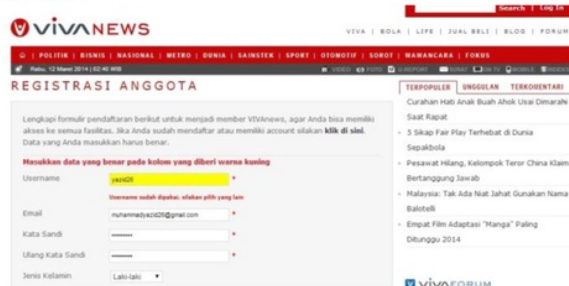 Search | Log In
VIVANEWS
VIVA | BOLA | LIFE | JUAL BELI | BLOG | FORUM
| POLITIK | BISNIS | NASIONAL | METRO | DUNIA | SAINSTEK | SPORT | OTOMOTIF | SOROT | WAWANCARA | FOKUS
Rabu, 12 Maret 2014 | 02:40 WIB
VIDEO FOTO
REGISTRASI ANGGOTA
Lengkapi formulir pendaftaran berikut untuk menjadi member VIVAnews, agar Anda bisa memiliki
akses ke semua fasilitas. Jika Anda sudah mendaftar atau memiliki account silakan klik di sini.
Data yang Anda masukkan harus benar.
Masukkan data yang benar pada kolom yang diberi warna kuning
Username yazid26 *
Username sudah dipakai, silakan pilih yang lain
Email muhammadyazid26@gmail.com *
Kata Sandi *
Ulang Kata Sandi *
Jenis Kelamin Laki-laki
TERPOPULER UNGGULAN TERKOMENTARI
Curahan Hati Anak Buah Ahok Usai Dimarahi
Saat Rapat
5 Sikap Fair Play Terhebat di Dunia
Sepakbola
Pesawat Hilang, Kelompok Teror China Klaim
Bertanggung Jawab
Malaysia: Tak Ada Niat Jahat Gunakan Nama
Balotelli
Empat Film Adaptasi "Manga" Paling
Ditunggu 2014
VIVAFORUM